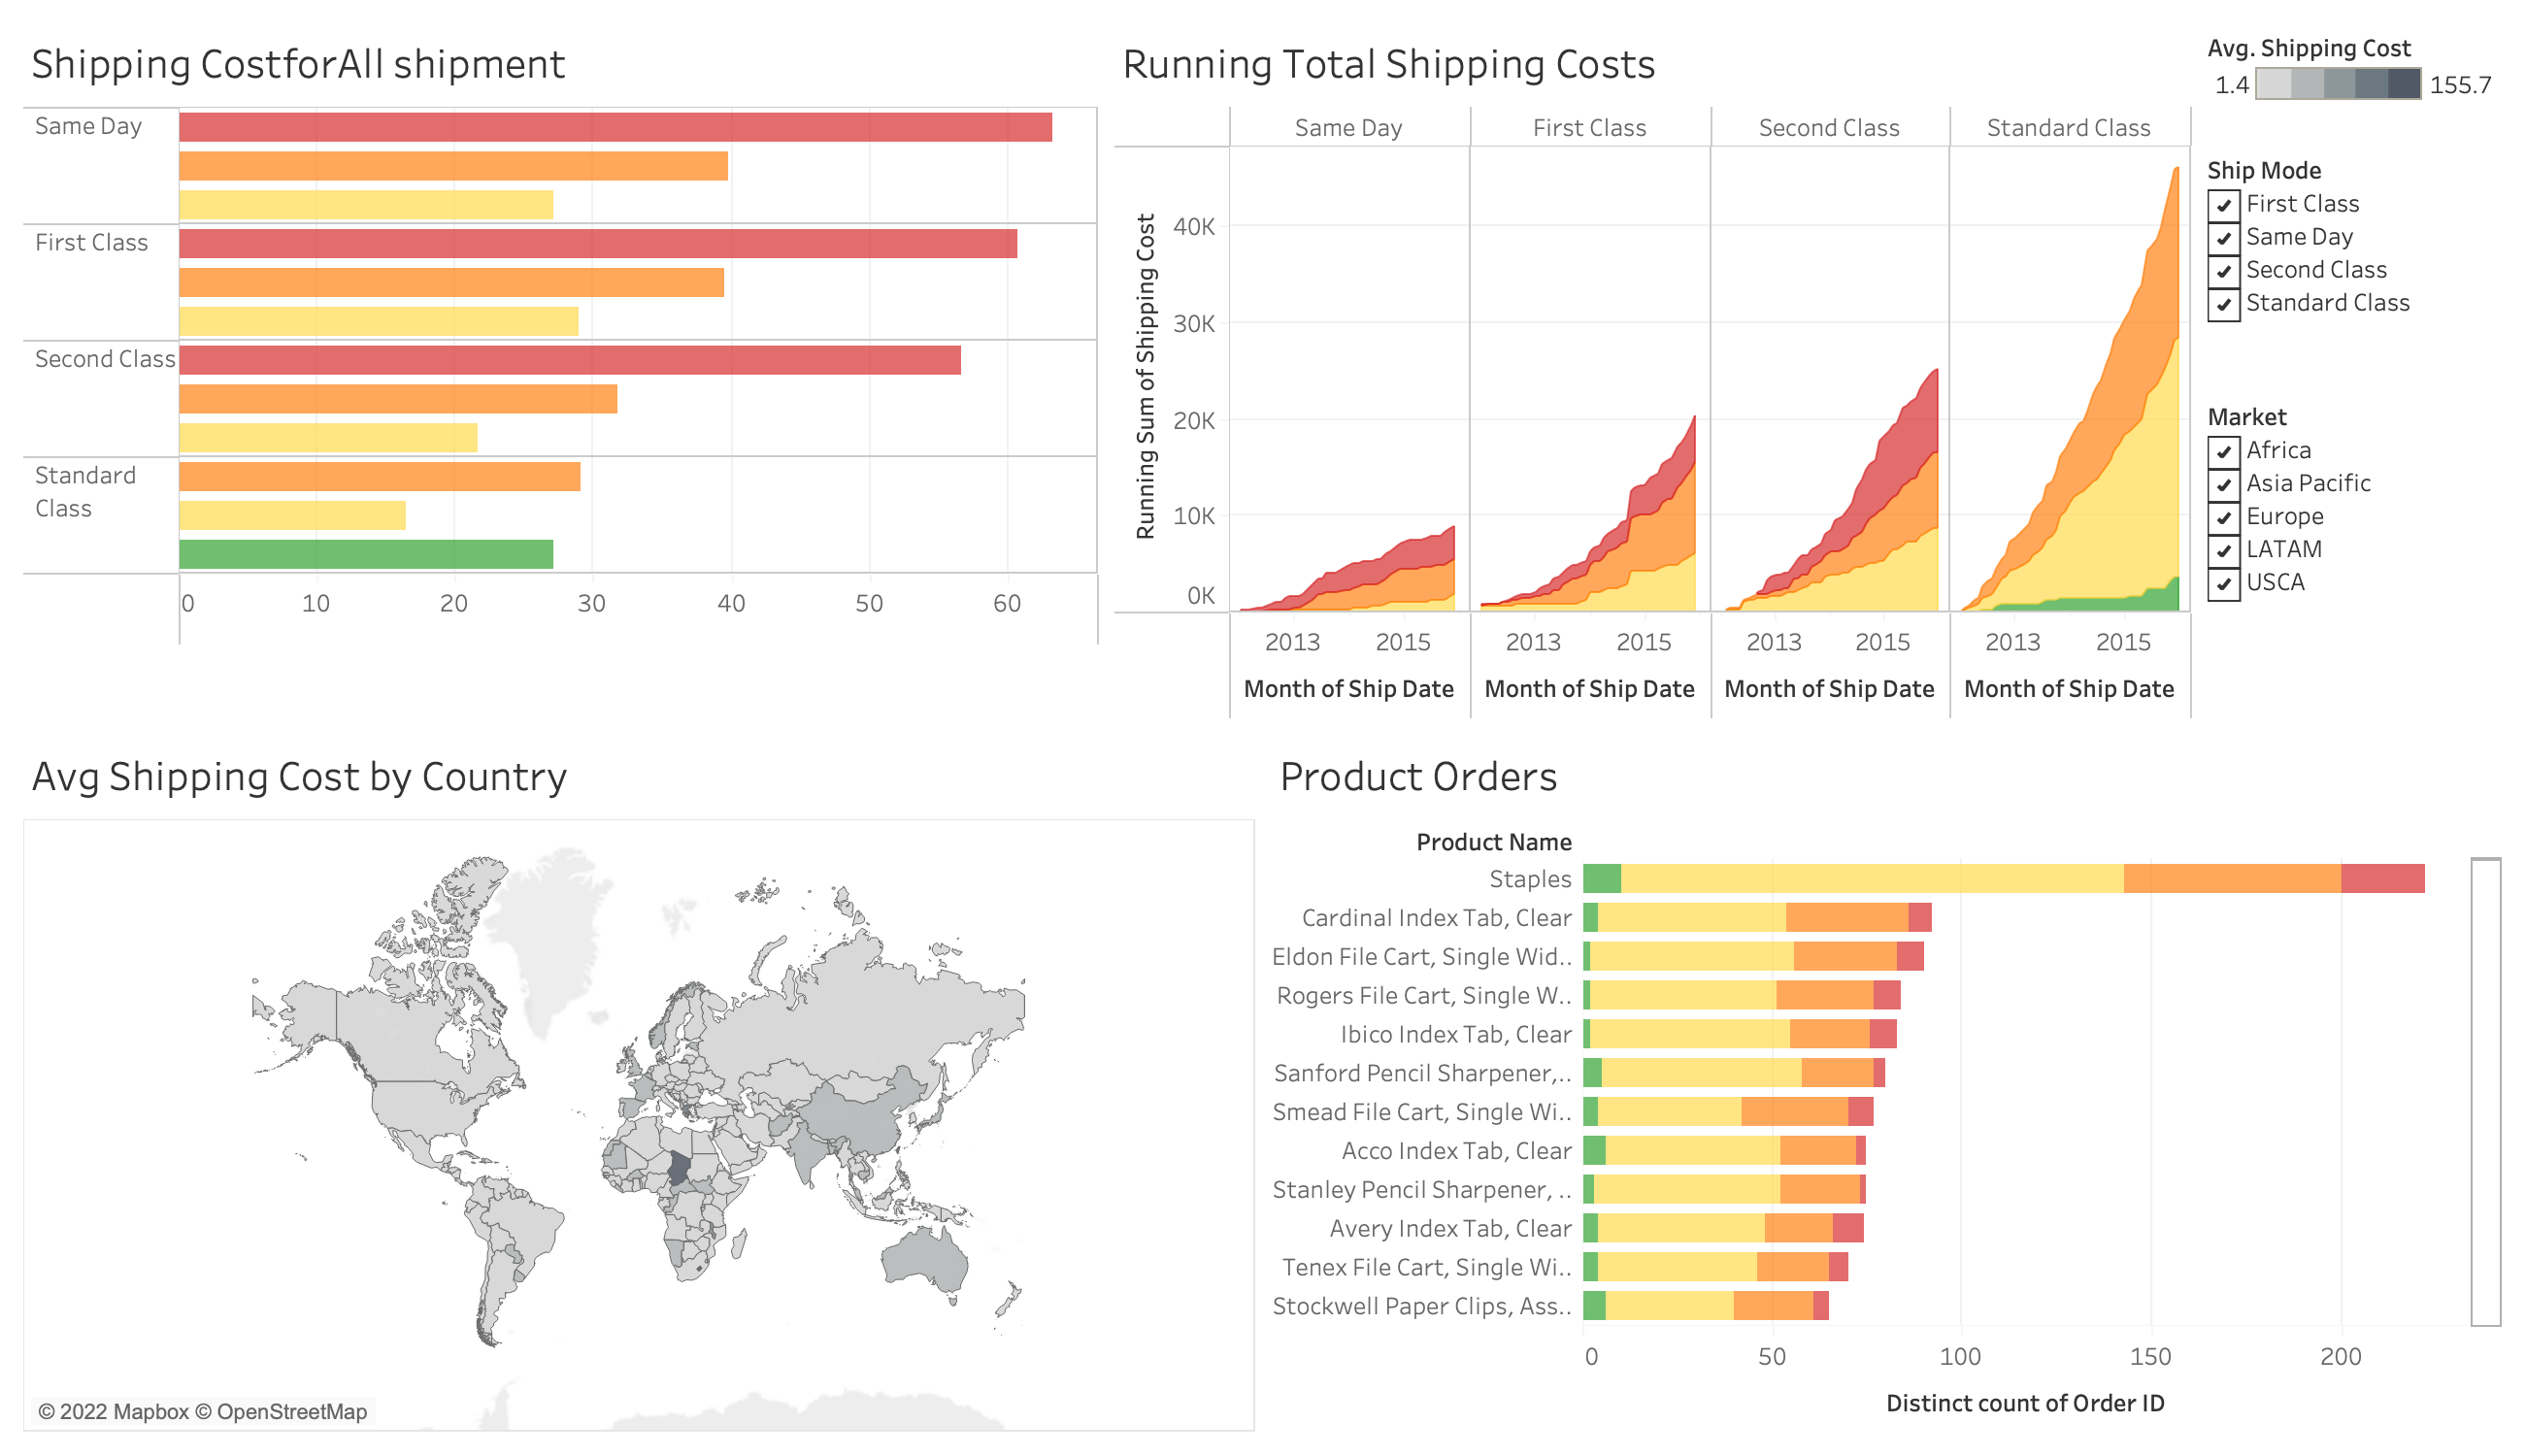 Shipping CostforAll shipment
Same Day
First Class
Second Class
Standard
Class
0 10 20 30 40 50 60
Running Total Shipping Costs
Same Day First Class Second Class Standard Class
Running Sum of Shipping Cost
40K
30K
20K
10K
0K
2013 2015 2013 2015 2013 2015 2013 2015
Month of Ship Date Month of Ship Date Month of Ship Date Month of Ship Date
Avg. Shipping Cost
1.4 155.7
Ship Mode
First Class
Same Day
Second Class
Standard Class
Market
Africa
Asia Pacific
Europe
LATAM
USCA
Avg Shipping Cost by Country
© 2022 Mapbox © OpenStreetMap
Product Orders
Product Name
Staples
Cardinal Index Tab, Clear
Eldon File Cart, Single Wid..
Rogers File Cart, Single W..
Ibico Index Tab, Clear
Sanford Pencil Sharpener,..
Smead File Cart, Single Wi..
Acco Index Tab, Clear
Stanley Pencil Sharpener, ..
Avery Index Tab, Clear
Tenex File Cart, Single Wi..
Stockwell Paper Clips, Ass..
0 50 100 150 200
Distinct count of Order ID